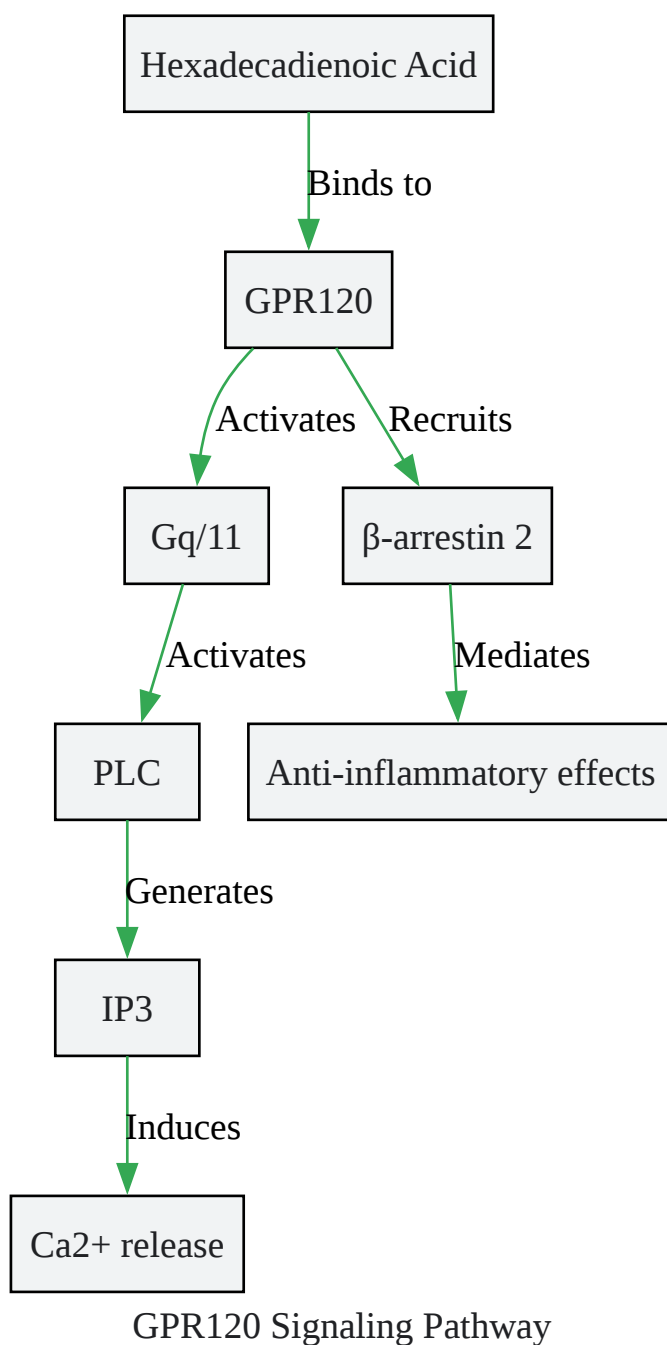 Hexadecadienoic Acid
Binds to
GPR120
Activates
Recruits
Gq/11
β-arrestin 2
Activates
Mediates
PLC
Anti-inflammatory effects
Generates
IP3
Induces
Ca2+ release
GPR120 Signaling Pathway